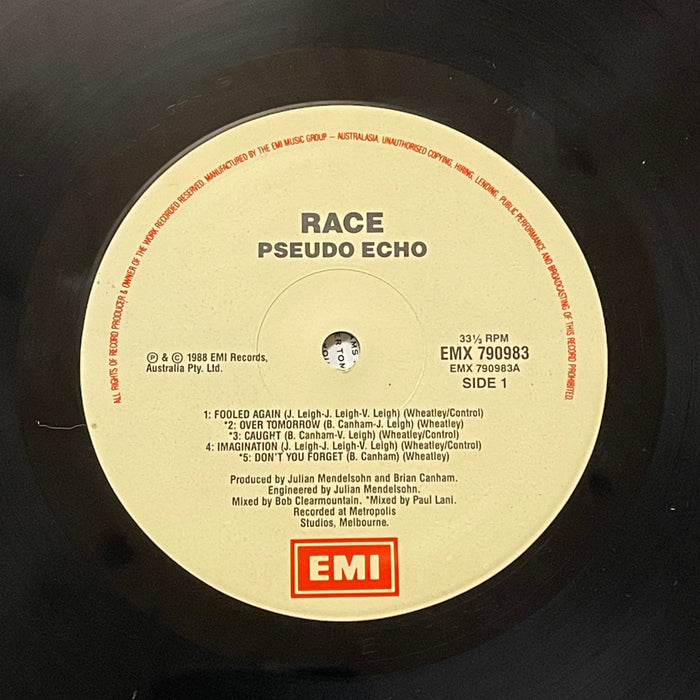 ALL RIGHTS OF RECORD PRODUCER & OWNER OF THE WORK RECORDED RESERVED. MANUFACTURED BY THE EMI MUSIC GROUP – AUSTRALASIA. UNAUTHORISED COPYING, HIRING, LENDING, PUBLIC PERFORMANCE AND BROADCASTING OF THIS RECORD PROHIBITED.
RACE
PSEUDO ECHO
Ⓟ & © 1988 EMI Records,
Australia Pty. Ltd.
33⅓ RPM
EMX 790983
EMX 790983A
SIDE 1
1: FOOLED AGAIN (J. Leigh-J. Leigh-V. Leigh) (Wheatley/Control)
*2: OVER TOMORROW (B. Canham-J. Leigh) (Wheatley)
*3: CAUGHT (B. Canham-V. Leigh) (Wheatley/Control)
4: IMAGINATION (J. Leigh-J. Leigh-V. Leigh) (Wheatley/Control)
*5: DON'T YOU FORGET (B. Canham) (Wheatley)
Produced by Julian Mendelsohn and Brian Canham.
Engineered by Julian Mendelsohn.
Mixed by Bob Clearmountain. *Mixed by Paul Lani.
Recorded at Metropolis
Studios, Melbourne.
EMI